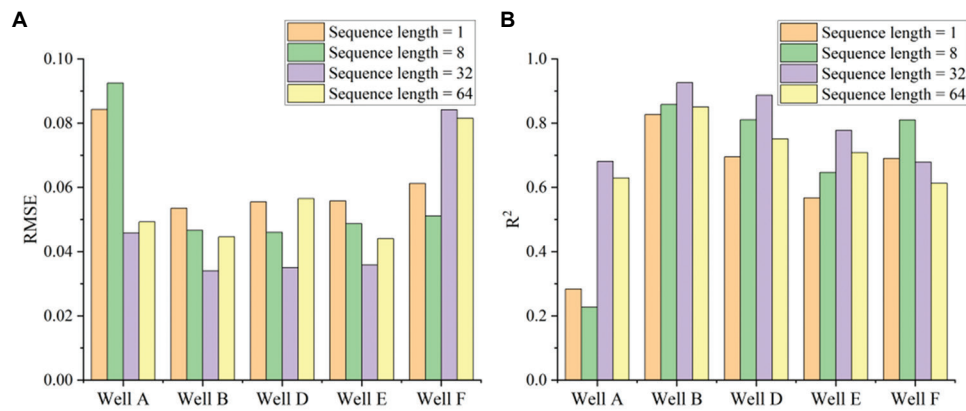 A
Sequence length = 1
Sequence length = 8
Sequence length = 32
Sequence length = 64
0.10
0.08
0.06
0.04
0.02
0.00
RMSE
Well A Well B Well D Well E Well F
B
Sequence length = 1
Sequence length = 8
Sequence length = 32
Sequence length = 64
1.0
0.8
0.6
0.4
0.2
0.0
R²
Well A Well B Well D Well E Well F